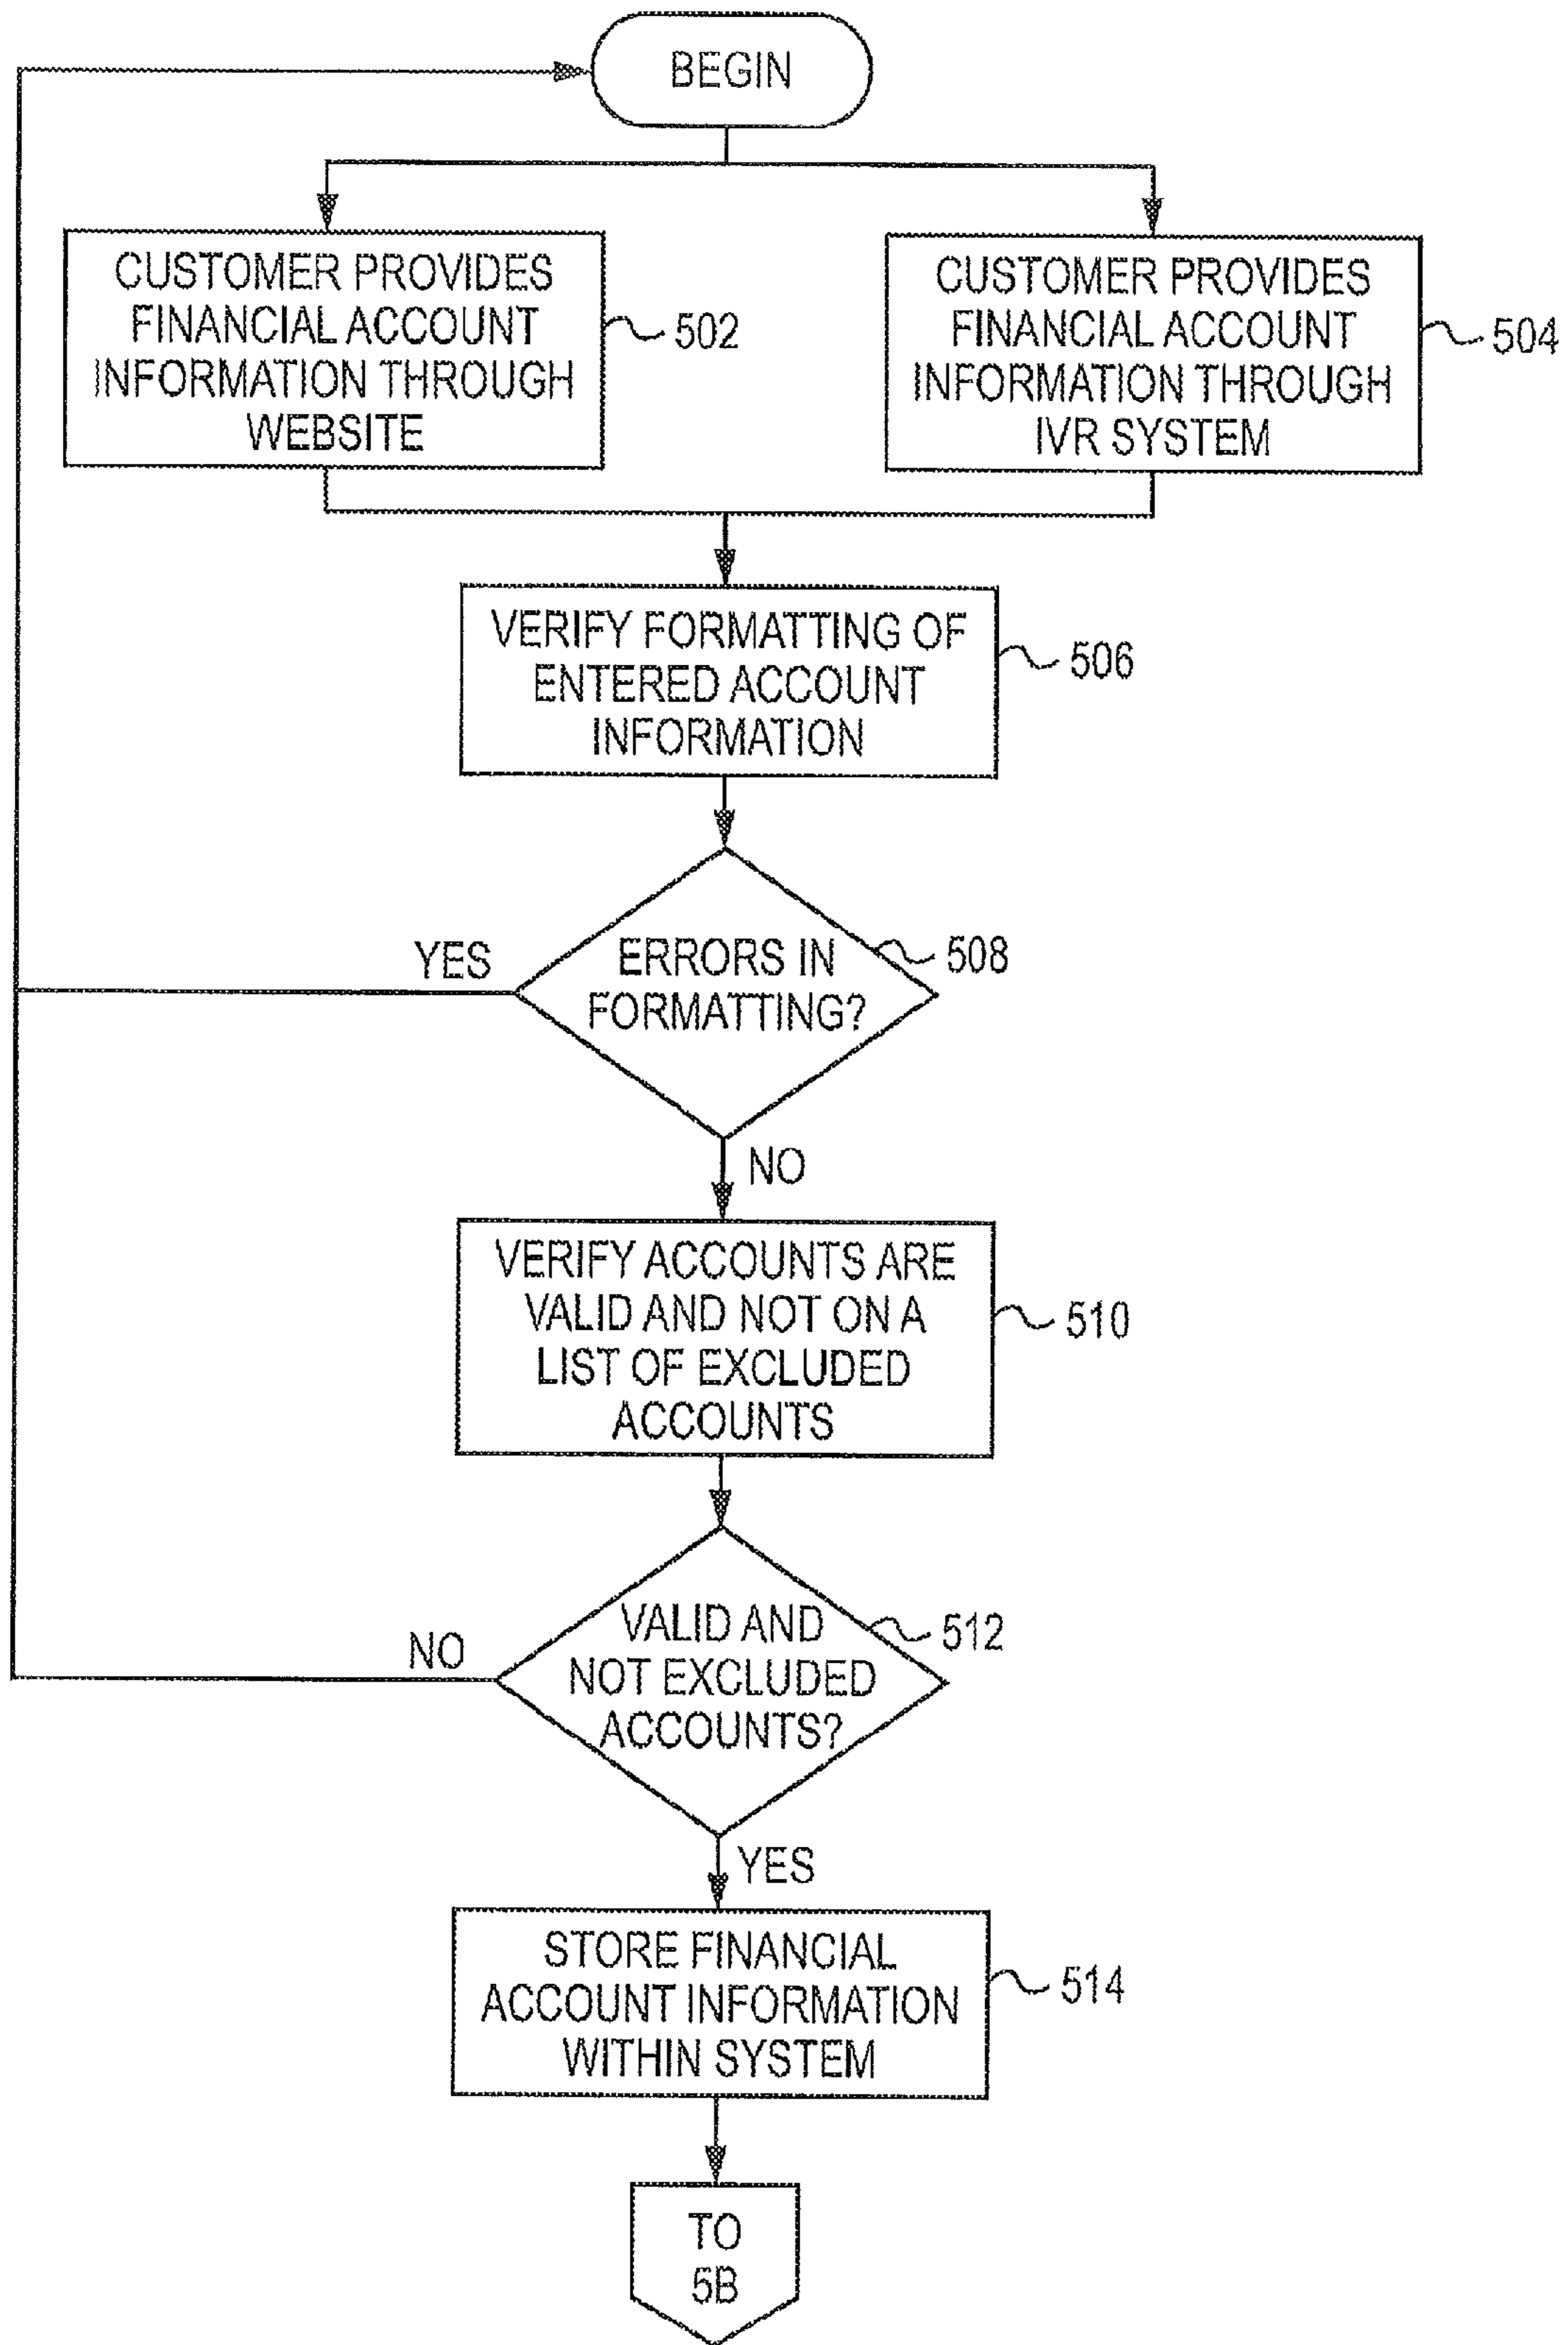 BEGIN
CUSTOMER PROVIDES
FINANCIAL ACCOUNT
INFORMATION THROUGH
WEBSITE
502
CUSTOMER PROVIDES
FINANCIAL ACCOUNT
INFORMATION THROUGH
IVR SYSTEM
504
VERIFY FORMATTING OF
ENTERED ACCOUNT
INFORMATION
506
YES
ERRORS IN
FORMATTING?
508
NO
VERIFY ACCOUNTS ARE
VALID AND NOT ON A
LIST OF EXCLUDED
ACCOUNTS
510
NO
VALID AND
NOT EXCLUDED
ACCOUNTS?
512
YES
STORE FINANCIAL
ACCOUNT INFORMATION
WITHIN SYSTEM
514
TO
5B